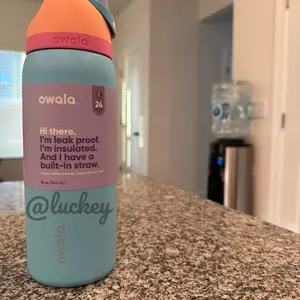 owala
owala
24
Hi there.
I'm leak proof.
I'm insulated.
And I have a
built-in straw.
@luckey
owala